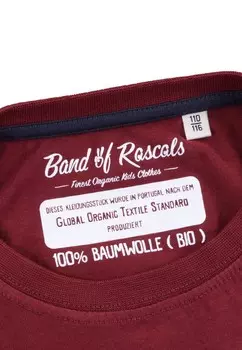 110
116
Band of Rascals
Finest Organic Kids Clothes
DIESES KLEIDUNGSSTÜCK WURDE IN PORTUGAL NACH DEM
GLOBAL ORGANIC TEXTILE STANDARD
PRODUZIERT
100% BAUMWOLLE ( BIO )